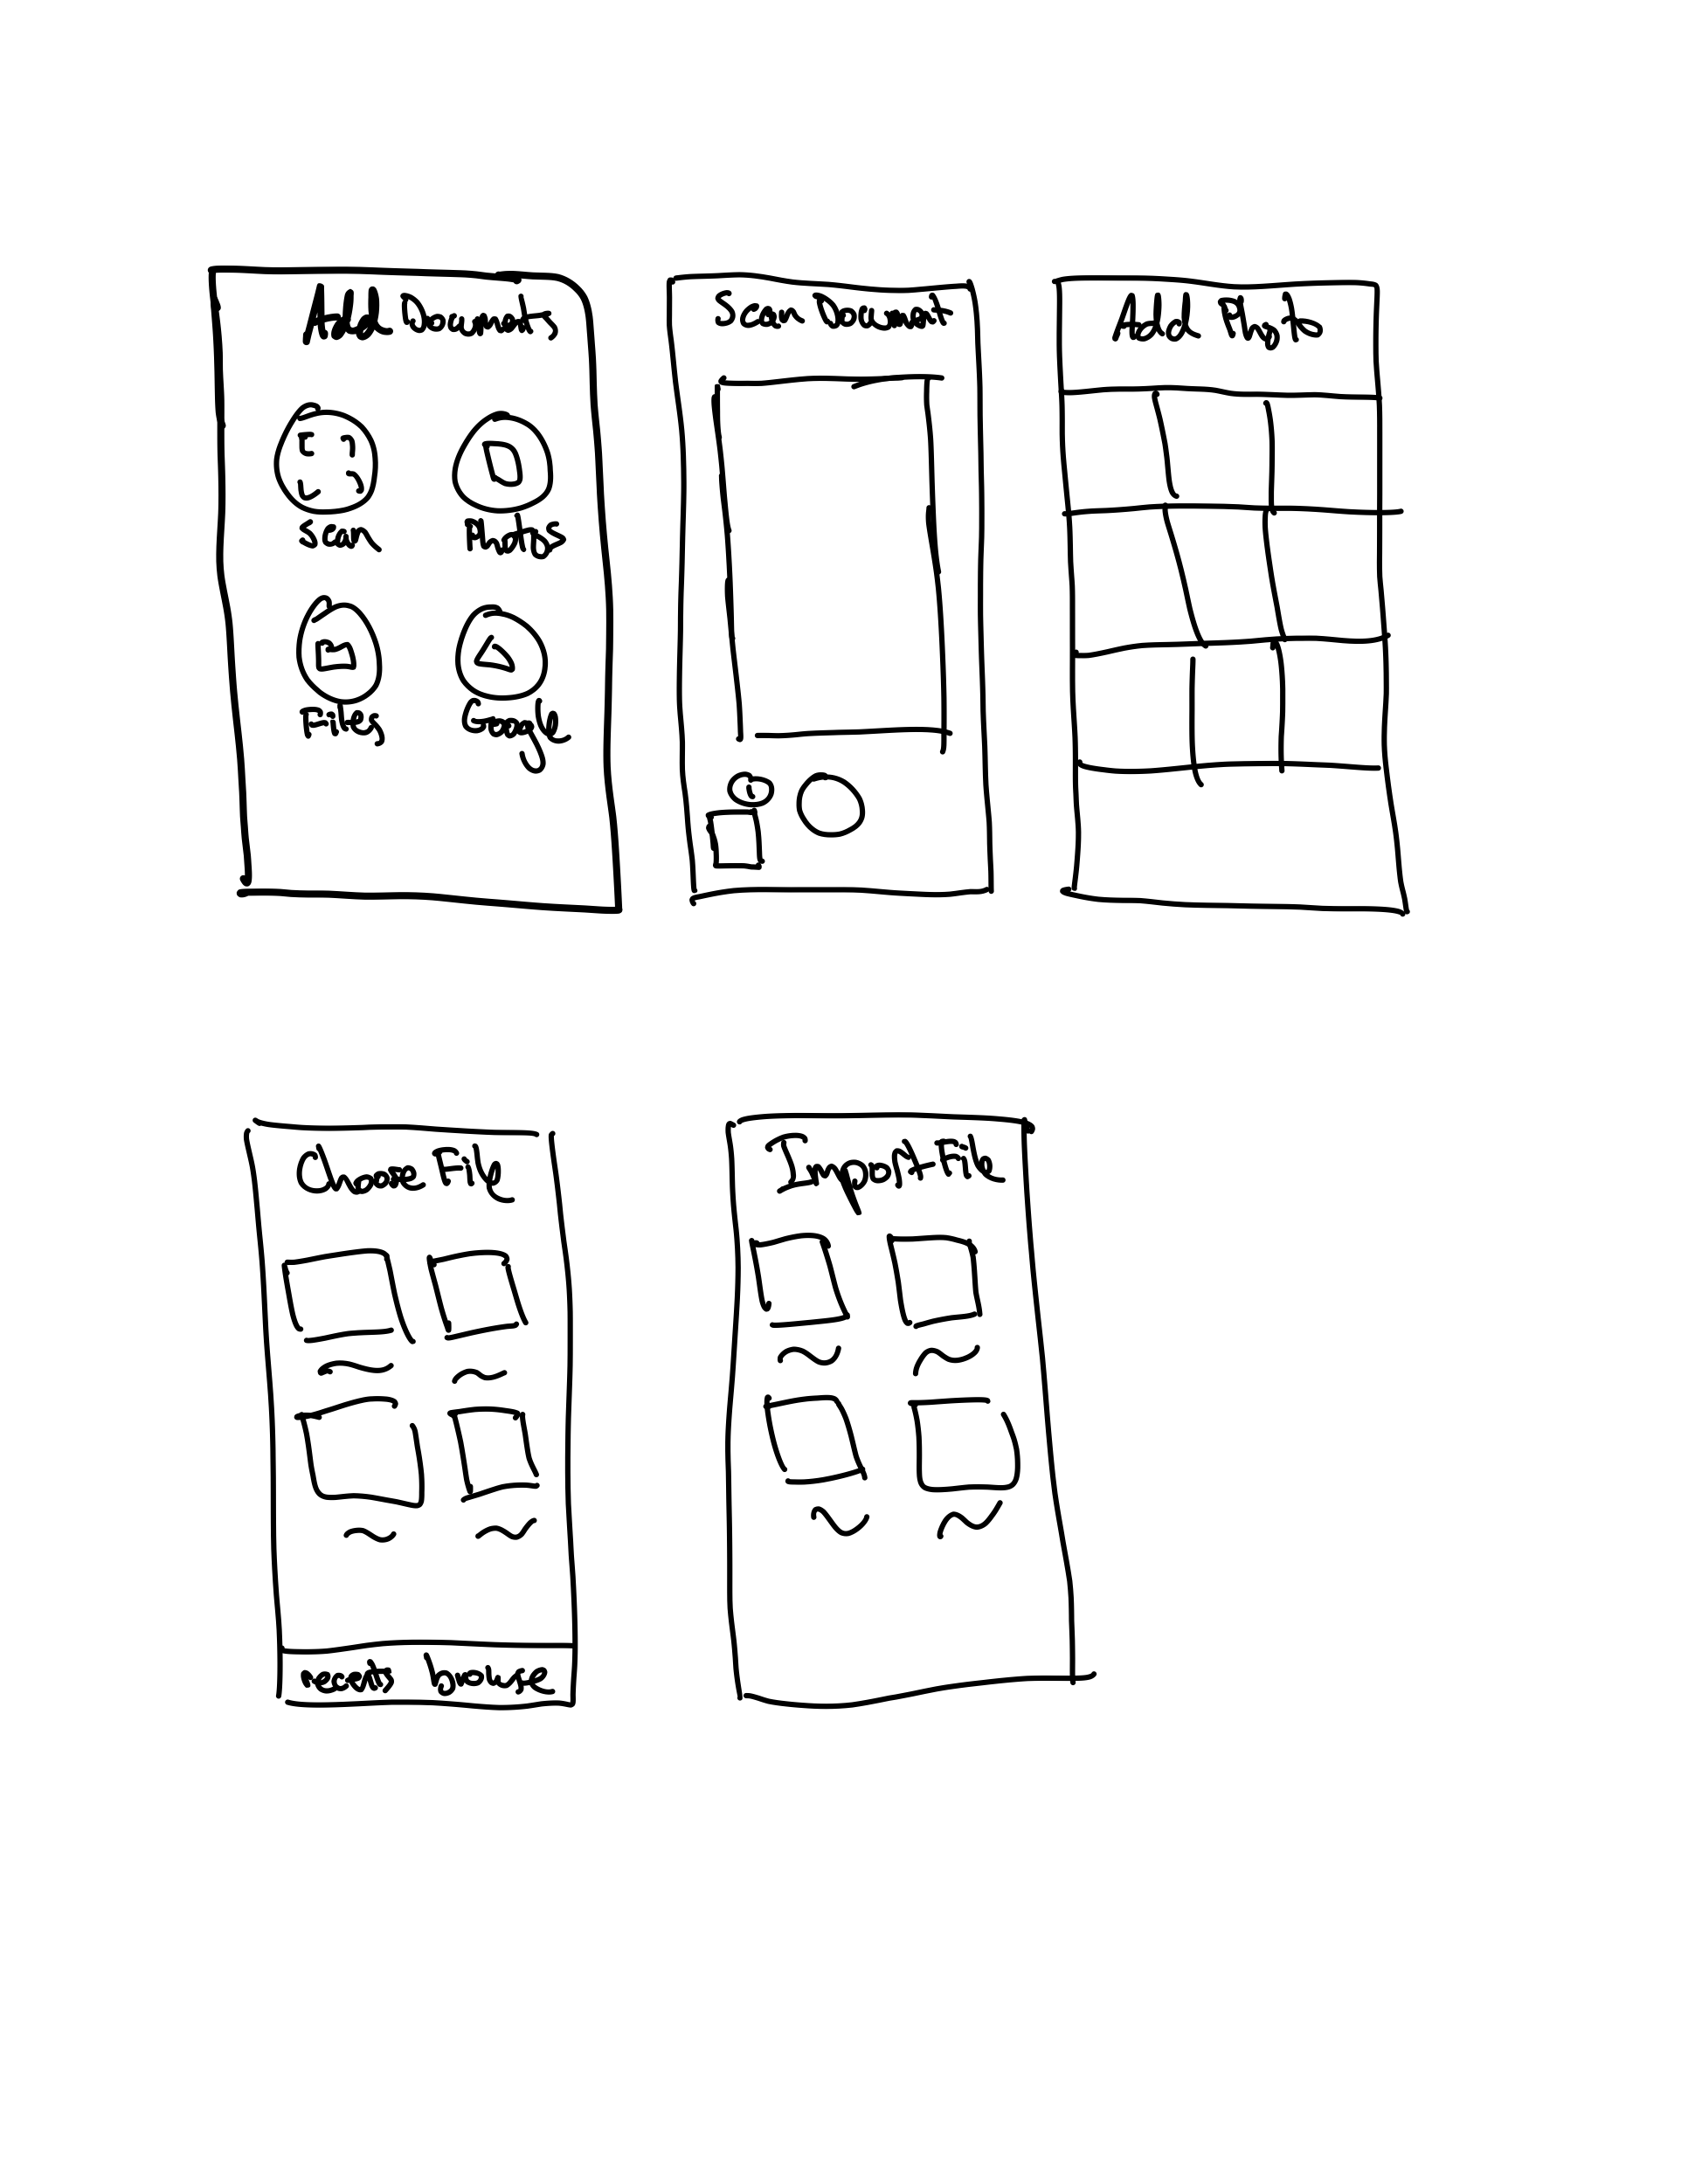 Add Documents
Scan Document
Add Photo
Scan
Photos
Files
Google
Choose File
Import File
recents browse